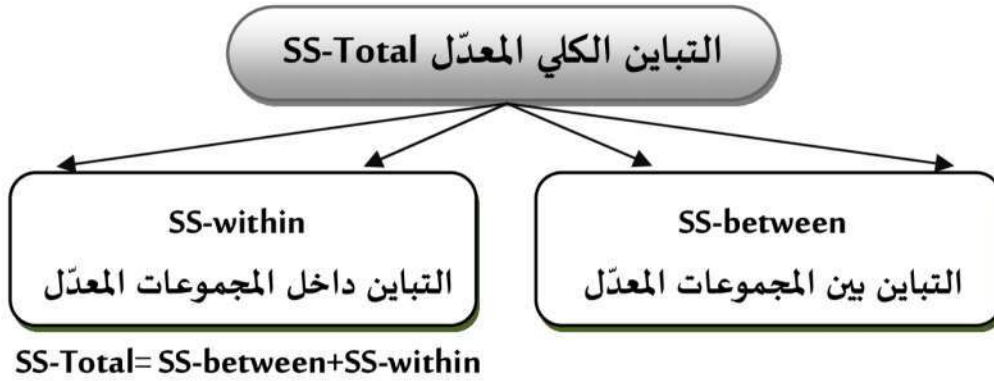 التباين الكلي المعدّل SS-Total
SS-between
التباين بين المجموعات المعدّل
SS-within
التباين داخل المجموعات المعدّل
SS-Total= SS-between+SS-within